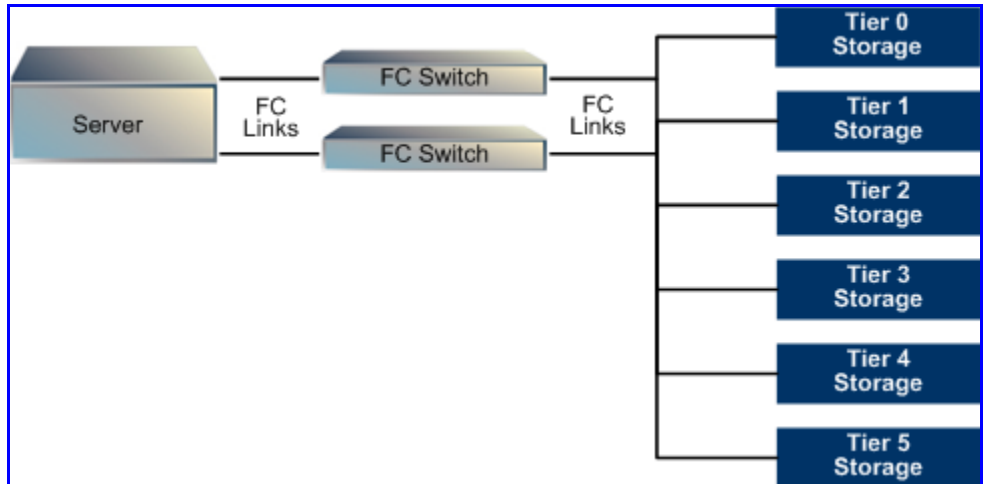 Server
FC
Links
FC Switch
FC Switch
FC
Links
Tier 0
Storage
Tier 1
Storage
Tier 2
Storage
Tier 3
Storage
Tier 4
Storage
Tier 5
Storage